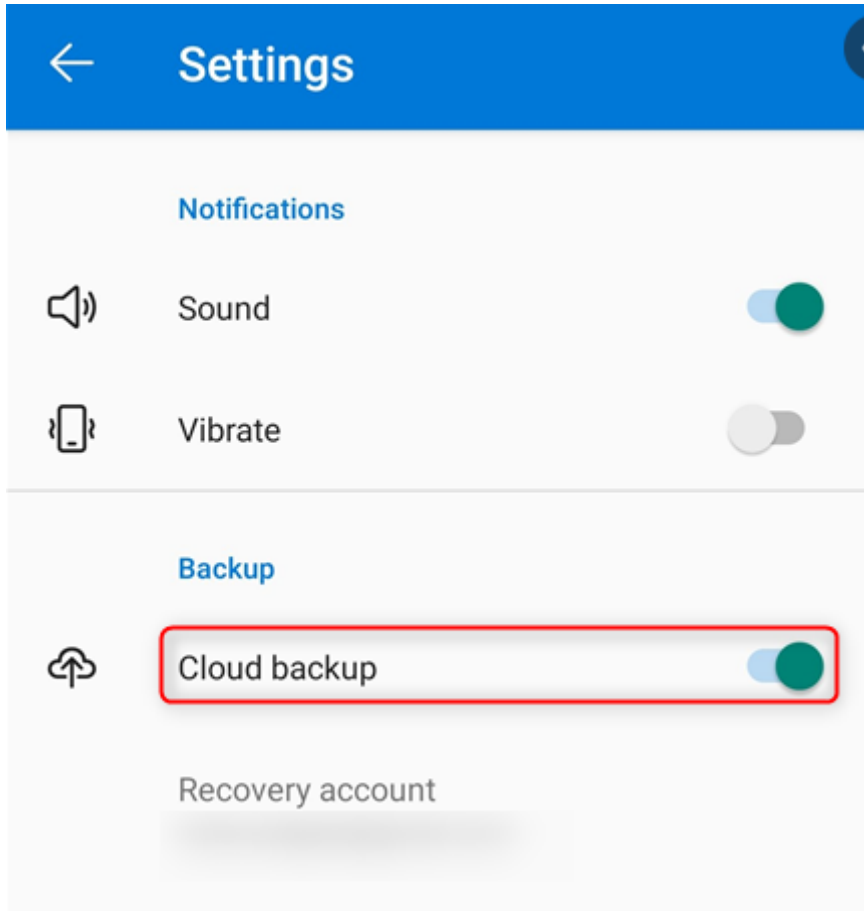 Settings
Notifications
Sound
Vibrate
Backup
Cloud backup
Recovery account